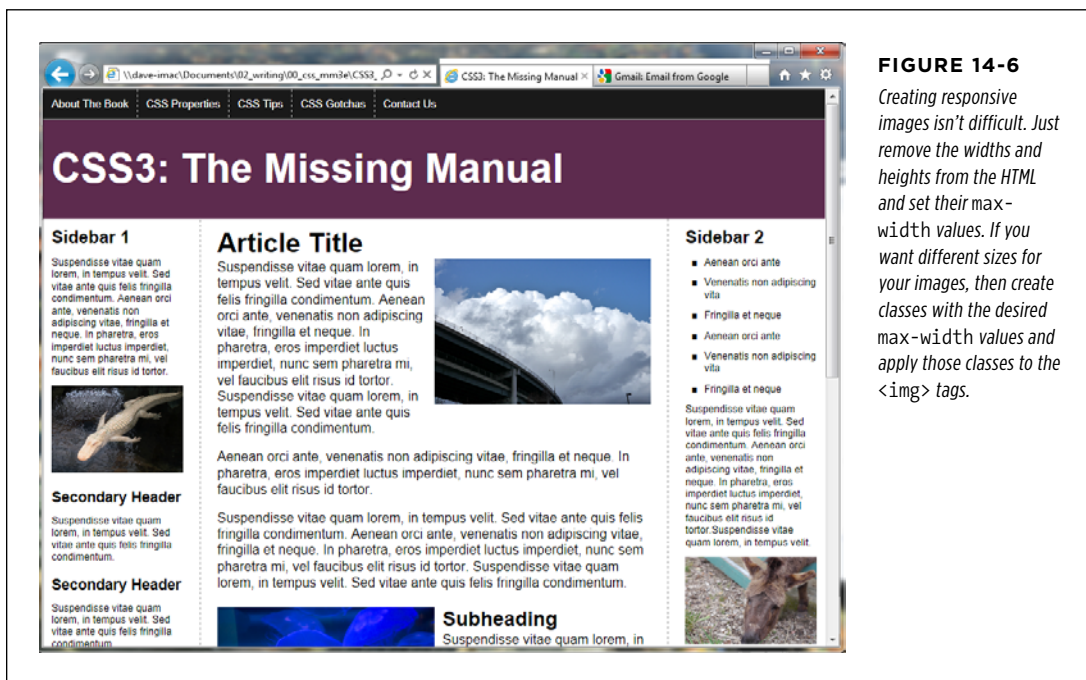 \\dave-imac\Documents\02_writing\00_css_mm3e\CSS3_
CSS3: The Missing Manual
Gmail: Email from Google
About The Book
CSS Properties
CSS Tips
CSS Gotchas
Contact Us
CSS3: The Missing Manual
Sidebar 1
Suspendisse vitae quam
lorem, in tempus velit. Sed
vitae ante quis felis fringilla
condimentum. Aenean orci
ante, venenatis non
adipiscing vitae, fringilla et
neque. In pharetra, eros
imperdiet luctus imperdiet,
nunc sem pharetra mi, vel
faucibus elit risus id tortor.
Secondary Header
Suspendisse vitae quam
lorem, in tempus velit. Sed
vitae ante quis felis fringilla
condimentum.
Secondary Header
Suspendisse vitae quam
lorem, in tempus velit. Sed
vitae ante quis felis fringilla
condimentum
Article Title
Suspendisse vitae quam lorem, in
tempus velit. Sed vitae ante quis
felis fringilla condimentum. Aenean
orci ante, venenatis non adipiscing
vitae, fringilla et neque. In
pharetra, eros imperdiet luctus
imperdiet, nunc sem pharetra mi,
vel faucibus elit risus id tortor.
Suspendisse vitae quam lorem, in
tempus velit. Sed vitae ante quis
felis fringilla condimentum.
Aenean orci ante, venenatis non adipiscing vitae, fringilla et neque. In
pharetra, eros imperdiet luctus imperdiet, nunc sem pharetra mi, vel
faucibus elit risus id tortor.
Suspendisse vitae quam lorem, in tempus velit. Sed vitae ante quis felis
fringilla condimentum. Aenean orci ante, venenatis non adipiscing vitae,
fringilla et neque. In pharetra, eros imperdiet luctus imperdiet, nunc sem
pharetra mi, vel faucibus elit risus id tortor. Suspendisse vitae quam
lorem, in tempus velit. Sed vitae ante quis felis fringilla condimentum.
Subheading
Suspendisse vitae quam lorem, in
Sidebar 2
Aenean orci ante
Venenatis non adipiscing
vita
Fringilla et neque
Aenean orci ante
Venenatis non adipiscing
vita
Fringilla et neque
Suspendisse vitae quam
lorem, in tempus velit. Sed
vitae ante quis felis fringilla
condimentum. Aenean orci
ante, venenatis non
adipiscing vitae, fringilla et
neque. In pharetra, eros
imperdiet luctus imperdiet,
nunc sem pharetra mi, vel
faucibus elit risus id
tortor.Suspendisse vitae
quam lorem, in tempus velit.
FIGURE 14-6
Creating responsive
images isn’t difficult. Just
remove the widths and
heights from the HTML
and set their max-
width values. If you
want different sizes for
your images, then create
classes with the desired
max-width values and
apply those classes to the
<img> tags.